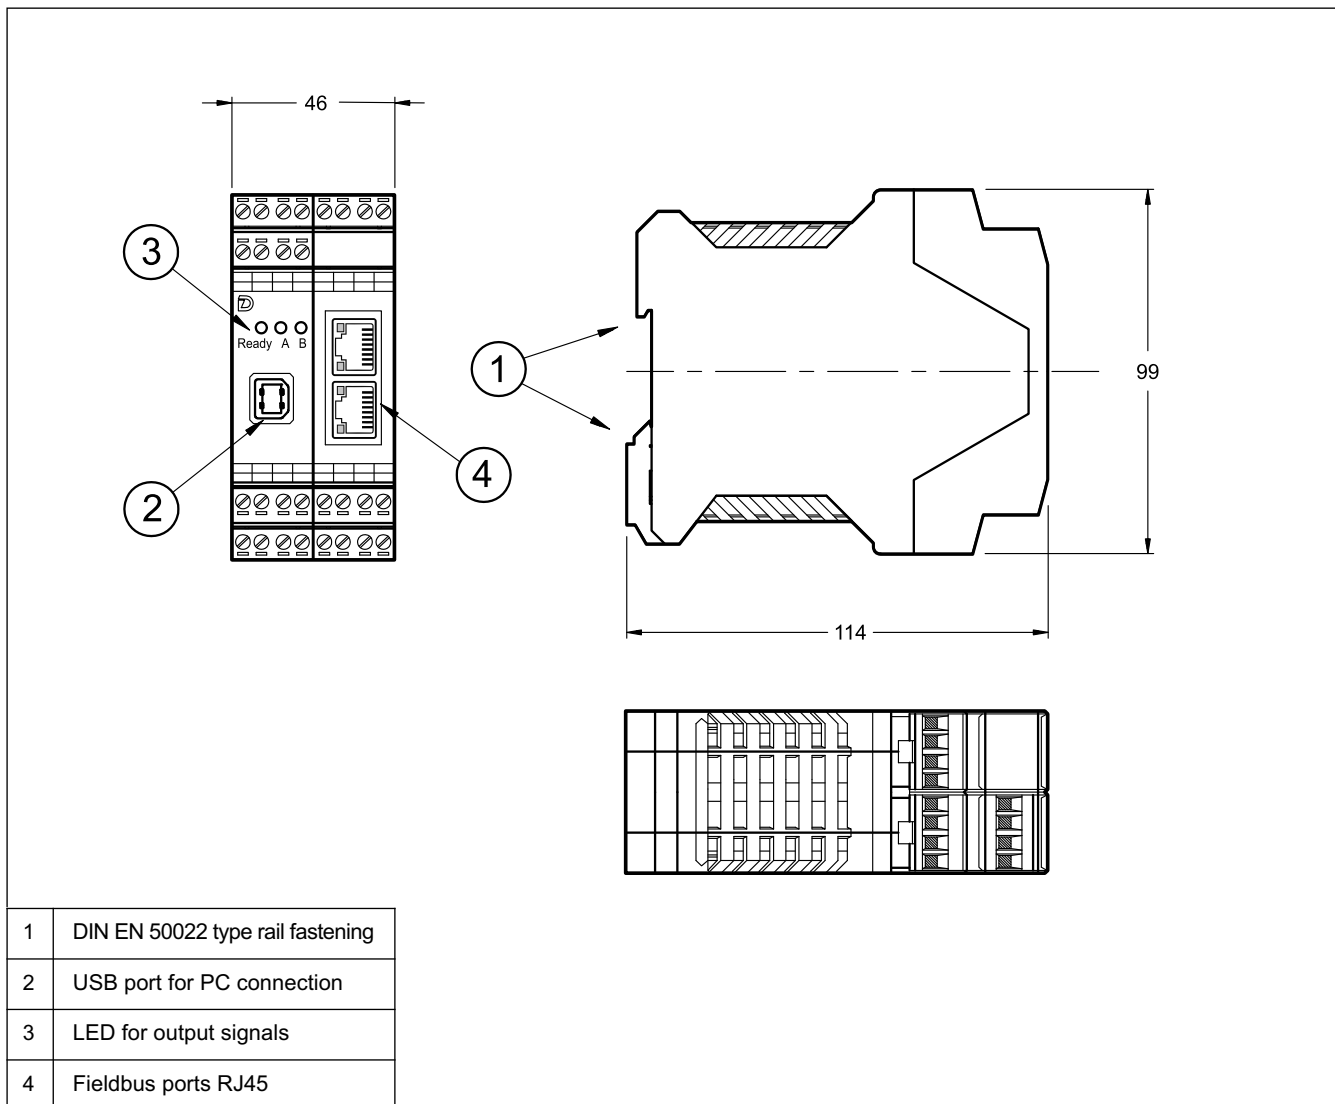 46
3
Ready A B
1
99
4
2
114
1 DIN EN 50022 type rail fastening
2 USB port for PC connection
3 LED for output signals
4 Fieldbus ports RJ45